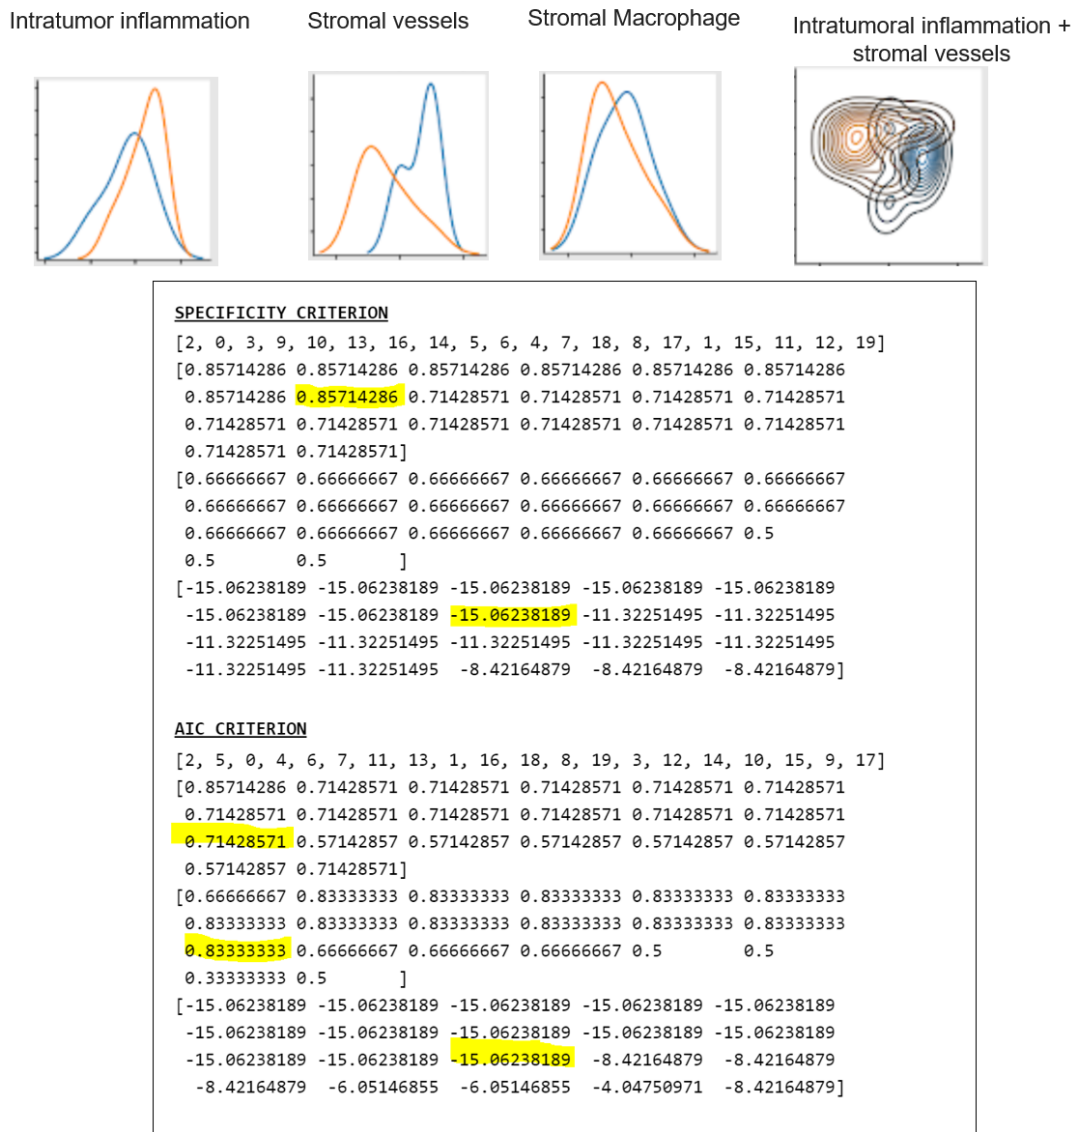 Intratumor inflammation
Stromal vessels
Stromal Macrophage
Intratumoral inflammation +
stromal vessels
SPECIFICITY CRITERION
[2, 0, 3, 9, 10, 13, 16, 14, 5, 6, 4, 7, 18, 8, 17, 1, 15, 11, 12, 19]
[0.85714286 0.85714286 0.85714286 0.85714286 0.85714286 0.85714286
0.85714286 0.85714286 0.71428571 0.71428571 0.71428571 0.71428571
0.71428571 0.71428571 0.71428571 0.71428571 0.71428571 0.71428571
0.71428571 0.71428571]
[0.66666667 0.66666667 0.66666667 0.66666667 0.66666667 0.66666667
0.66666667 0.66666667 0.66666667 0.66666667 0.66666667 0.66666667
0.66666667 0.66666667 0.66666667 0.66666667 0.66666667 0.5
0.5 0.5 ]
[-15.06238189 -15.06238189 -15.06238189 -15.06238189 -15.06238189
-15.06238189 -15.06238189 -15.06238189 -11.32251495 -11.32251495
-11.32251495 -11.32251495 -11.32251495 -11.32251495 -11.32251495
-11.32251495 -11.32251495 -8.42164879 -8.42164879 -8.42164879]
AIC CRITERION
[2, 5, 0, 4, 6, 7, 11, 13, 1, 16, 18, 8, 19, 3, 12, 14, 10, 15, 9, 17]
[0.85714286 0.71428571 0.71428571 0.71428571 0.71428571 0.71428571
0.71428571 0.71428571 0.71428571 0.71428571 0.71428571 0.71428571
0.71428571 0.57142857 0.57142857 0.57142857 0.57142857 0.57142857
0.57142857 0.71428571]
[0.66666667 0.83333333 0.83333333 0.83333333 0.83333333 0.83333333
0.83333333 0.83333333 0.83333333 0.83333333 0.83333333 0.83333333
0.83333333 0.66666667 0.66666667 0.66666667 0.5 0.5
0.33333333 0.5 ]
[-15.06238189 -15.06238189 -15.06238189 -15.06238189 -15.06238189
-15.06238189 -15.06238189 -15.06238189 -15.06238189 -15.06238189
-15.06238189 -15.06238189 -15.06238189 -8.42164879 -8.42164879
-8.42164879 -6.05146855 -6.05146855 -4.04750971 -8.42164879]